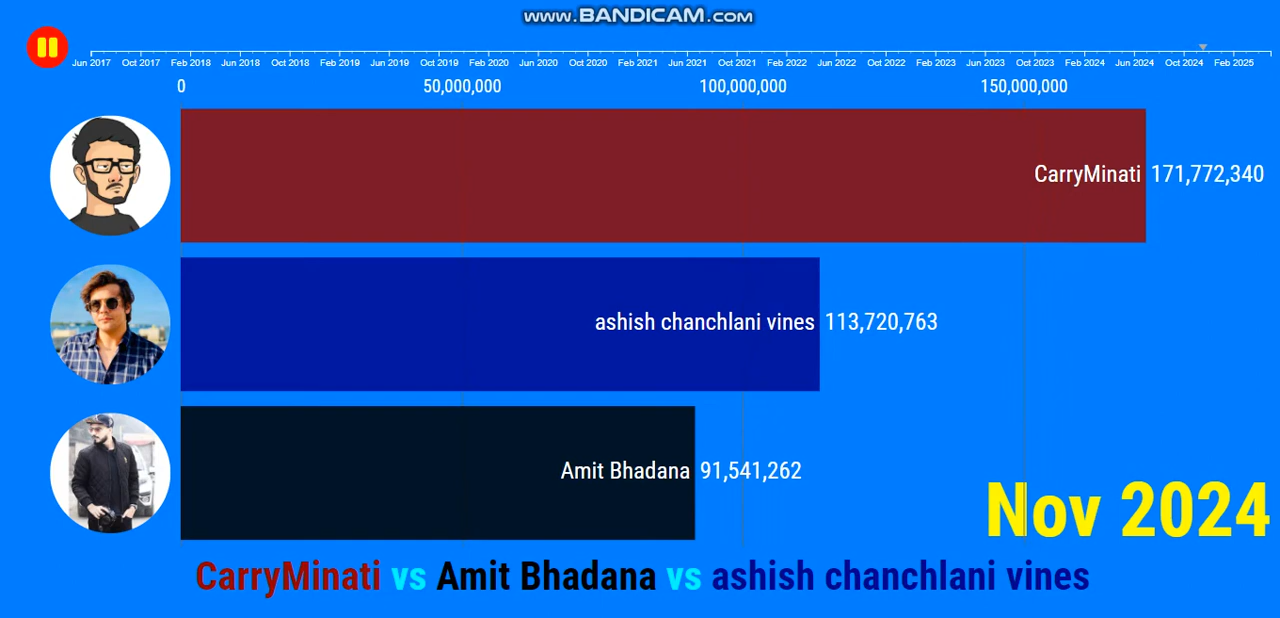 www.BANDICAM.com
Jun 2017 Oct 2017 Feb 2018 Jun 2018 Oct 2018 Feb 2019 Jun 2019 Oct 2019 Feb 2020 Jun 2020 Oct 2020 Feb 2021 Jun 2021 Oct 2021 Feb 2022 Jun 2022 Oct 2022 Feb 2023 Jun 2023 Oct 2023 Feb 2024 Jun 2024 Oct 2024 Feb 2025
0 50,000,000 100,000,000 150,000,000
CarryMinati 171,772,340
ashish chanchlani vines 113,720,763
Amit Bhadana 91,541,262
Nov 2024
CarryMinati vs Amit Bhadana vs ashish chanchlani vines